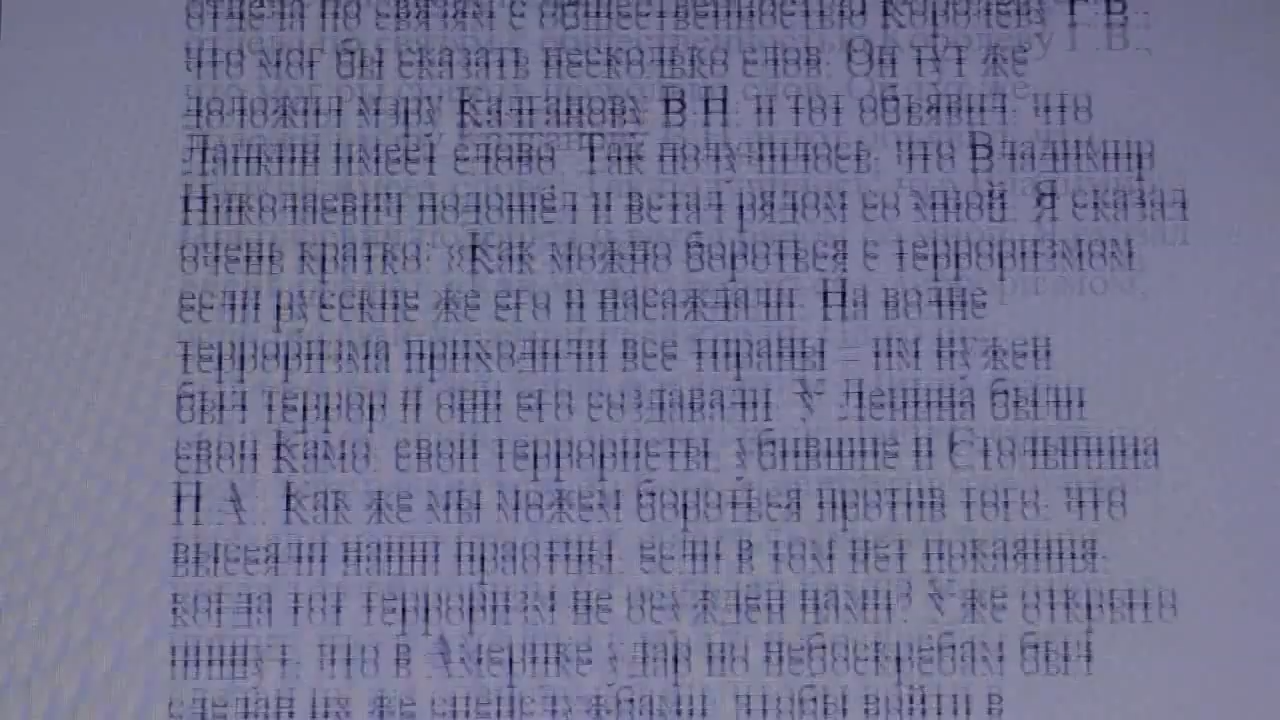 отдела по связям с общественностью Королёву Г.В.,
что мог бы сказать несколько слов. Он тут же
доложил мэру Калганову В.Н. и тот объявил, что
Лапкин имеет слово. Так получилось, что Владимир
Николаевич подошёл и встал рядом со мной. Я сказал
очень кратко: «Как можно бороться с терроризмом,
если русские же его и насаждали. На волне
терроризма приходили все тираны – им нужен
был террор и они его создавали. У Ленина были
свои Камо, свои террористы, убившие и Столыпина
П.А.. Как же мы можем бороться против того, что
высеяли наши праотцы, если в том нет покаяния,
когда тот терроризм не осуждён нами? Уже открыто
пишут, что в Америке удар по небоскрёбам был
сделан их же спецслужбами, чтобы войти в